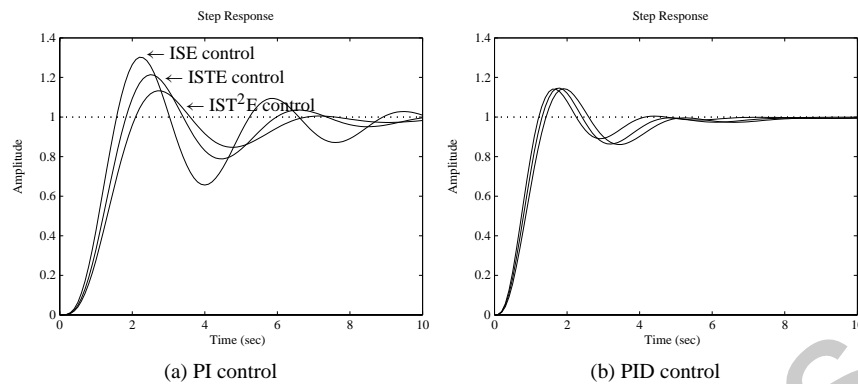 Step Response
1.4
1.2
1
0.8
0.6
0.4
0.2
0
0 2 4 6 8 10
Amplitude
Time (sec)
← ISE control
← ISTE control
← IST²E control
(a) PI control
Step Response
1.4
1.2
1
0.8
0.6
0.4
0.2
0
0 2 4 6 8 10
Amplitude
Time (sec)
(b) PID control